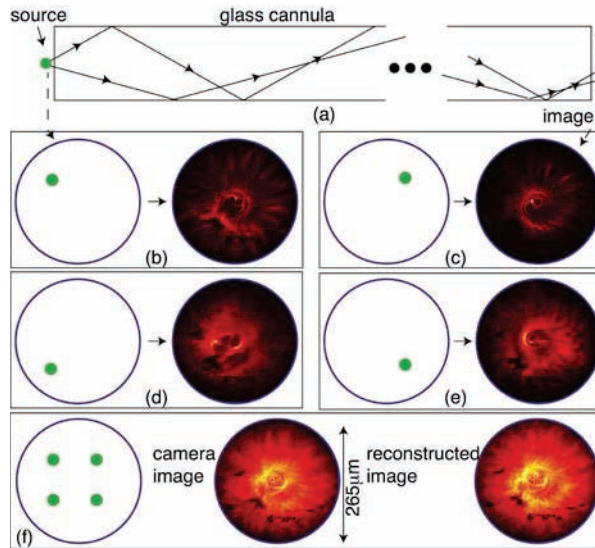 source
glass cannula
(a)
image
(b)
(c)
(d)
(e)
camera
image
265μm
reconstructed
image
(f)